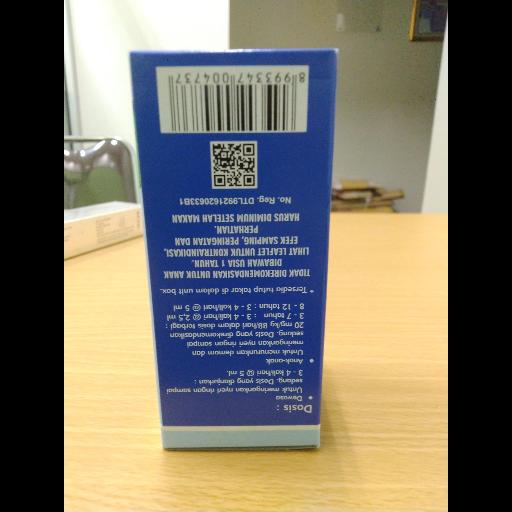 Dosis :
• Dewasa
Untuk meringankan nyeri ringan sampai
sedang. Dosis yang dianjurkan :
3 - 4 kali/hari @ 5 ml.
• Anak-anak
Untuk menurunkan demam dan
meringankan nyeri ringan sampai
sedang. Dosis yang direkomendasikan
20 mg/kg BB/hari dalam dosis terbagi :
3 - 7 tahun : 3 - 4 kali/hari @ 2,5 ml
8 - 12 tahun : 3 - 4 kali/hari @ 5 ml
* Tersedia tutup takar di dalam unit box.
TIDAK DIREKOMENDASIKAN UNTUK ANAK
DIBAWAH USIA 1 TAHUN.
LIHAT LEAFLET UNTUK KONTRAINDIKASI,
EFEK SAMPING, PERINGATAN DAN
PERHATIAN.
HARUS DIMINUM SETELAH MAKAN
No. Reg. DTL9921620633B1
8 993347 004737